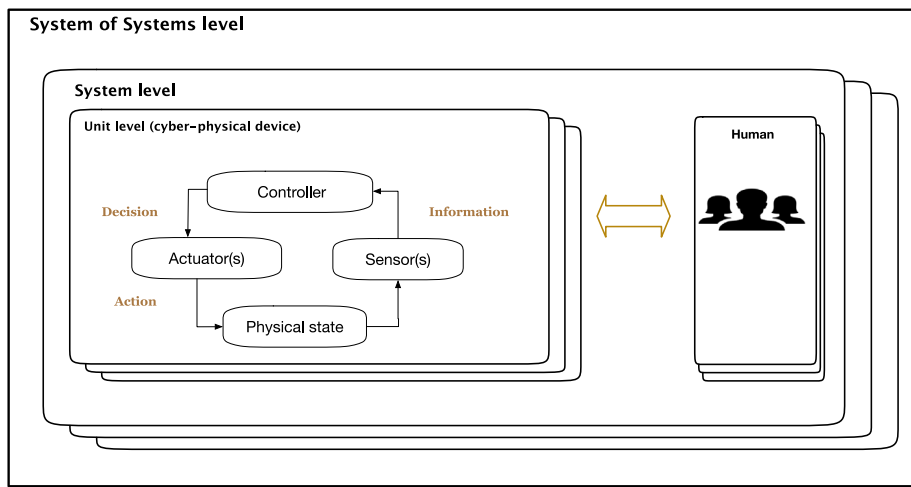 System of Systems level
System level
Unit level (cyber-physical device)
Human
Controller
Decision
Information
Actuator(s)
Sensor(s)
Action
Physical state